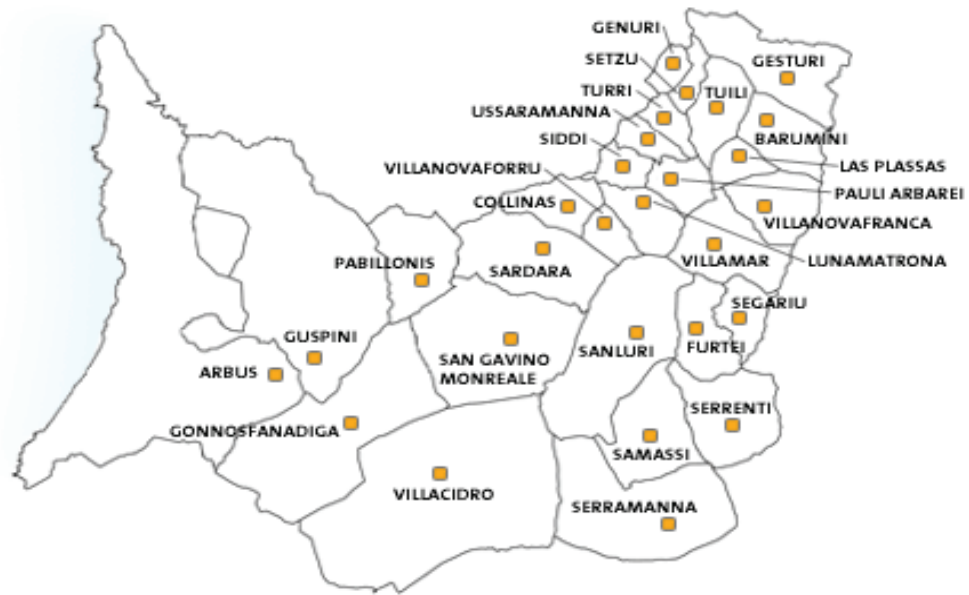 GENURI
GESTURI
SETZU
TURRI
TUILI
USSARAMANNA
SIDDI
BARUMINI
LAS PLASSAS
VILLANOVAFORRU
PAULI ARBAREI
COLLINAS
VILLANOVAFRANCA
PABILLONIS
SARDARA
VILLAMAR
LUNAMATRONA
SEGARIU
GUSPINI
SAN GAVINO
MONREALE
SANLURI
FURTEI
ARBUS
SERRENTI
GONNOSFANADIGA
SAMASSI
VILLACIDRO
SERRAMANNA